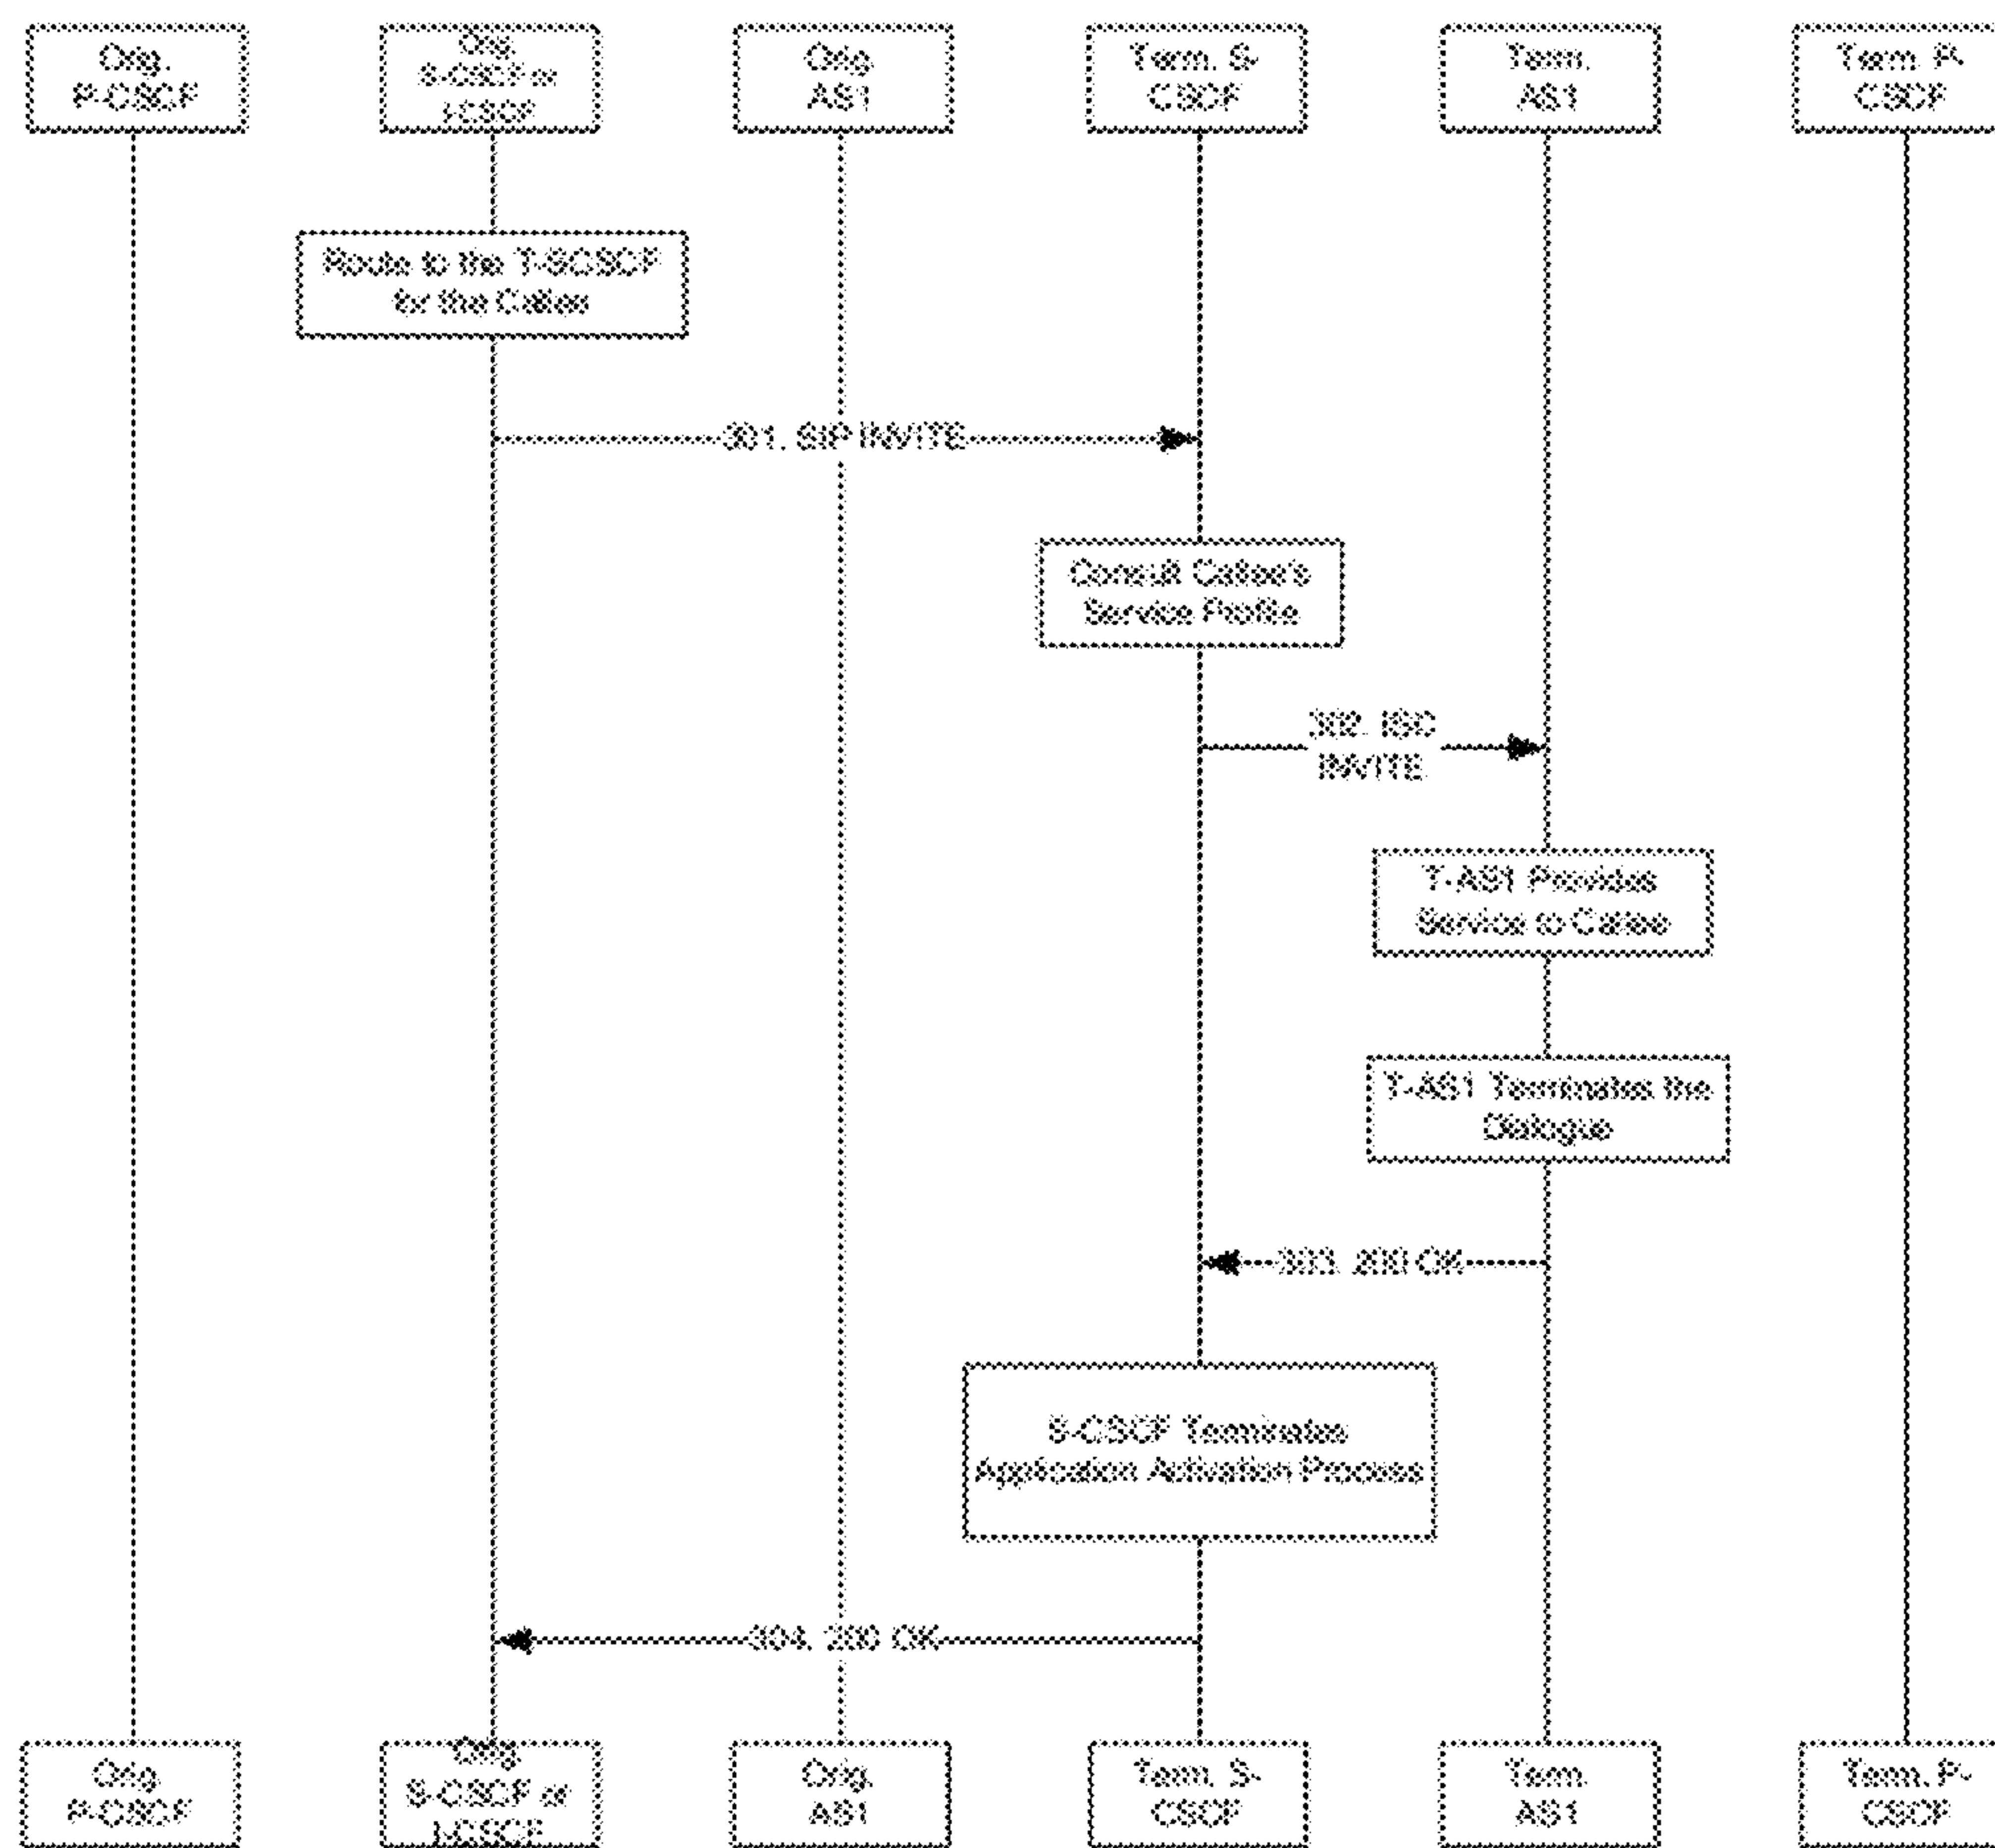 Orig.
P-CSCF
Orig.
S-CSCF or
I-CSCF
Orig.
AS1
Term. S-
CSCF
Term.
AS1
Term. P-
CSCF
Route to the T-SCSCF
for the Callee
301. SIP INVITE
Consult Callee's
Service Profile
302. ISC
INVITE
T-AS1 Provides
Service to Callee
T-AS1 Terminates the
Dialogue
303. 200 OK
S-CSCF Terminates
Application Activation Process
304. 200 OK
Orig.
P-CSCF
Orig.
S-CSCF or
I-CSCF
Orig.
AS1
Term. S-
CSCF
Term.
AS1
Term. P-
CSCF